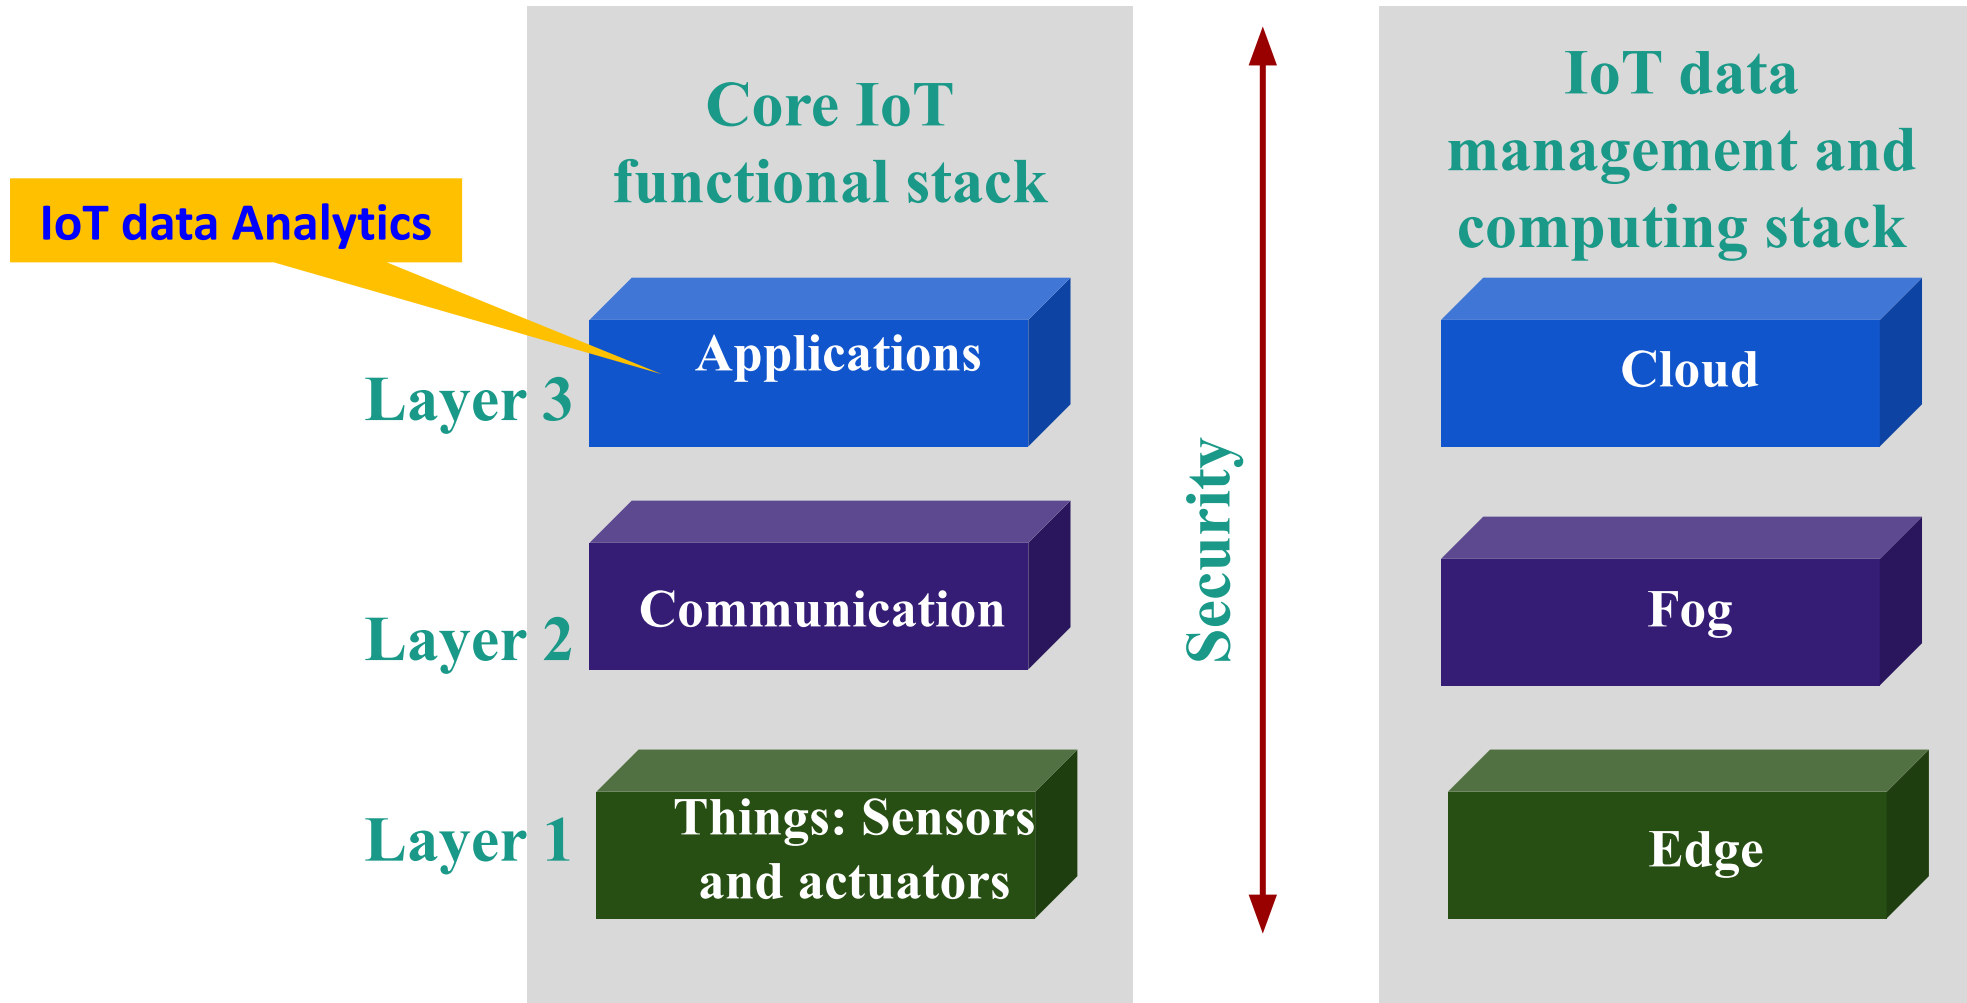 Core IoT
functional stack
IoT data Analytics
Layer 3
Applications
Layer 2
Communication
Layer 1
Things: Sensors
and actuators
Security
IoT data
management and
computing stack
Cloud
Fog
Edge